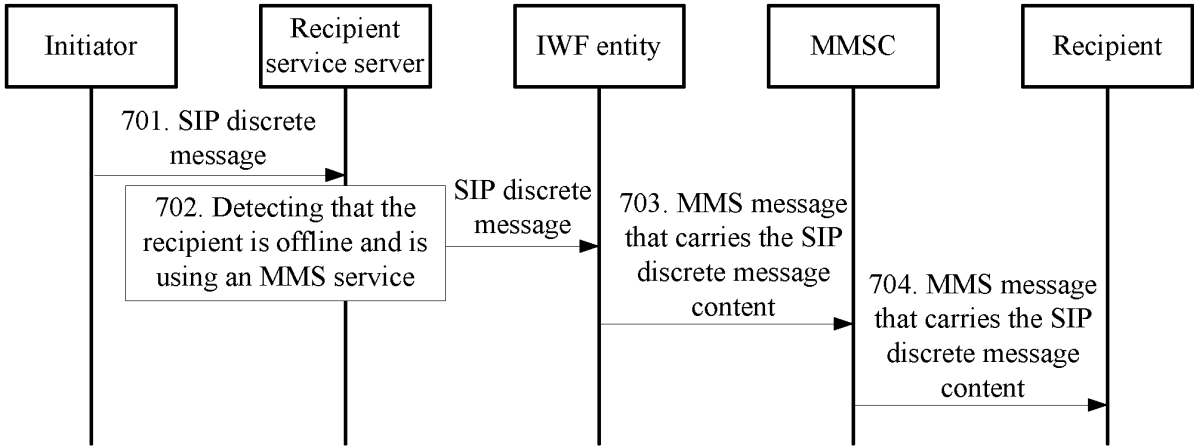 Initiator
Recipient
service server
IWF entity
MMSC
Recipient
701. SIP discrete
message
702. Detecting that the
recipient is offline and is
using an MMS service
SIP discrete
message
703. MMS message
that carries the SIP
discrete message
content
704. MMS message
that carries the SIP
discrete message
content